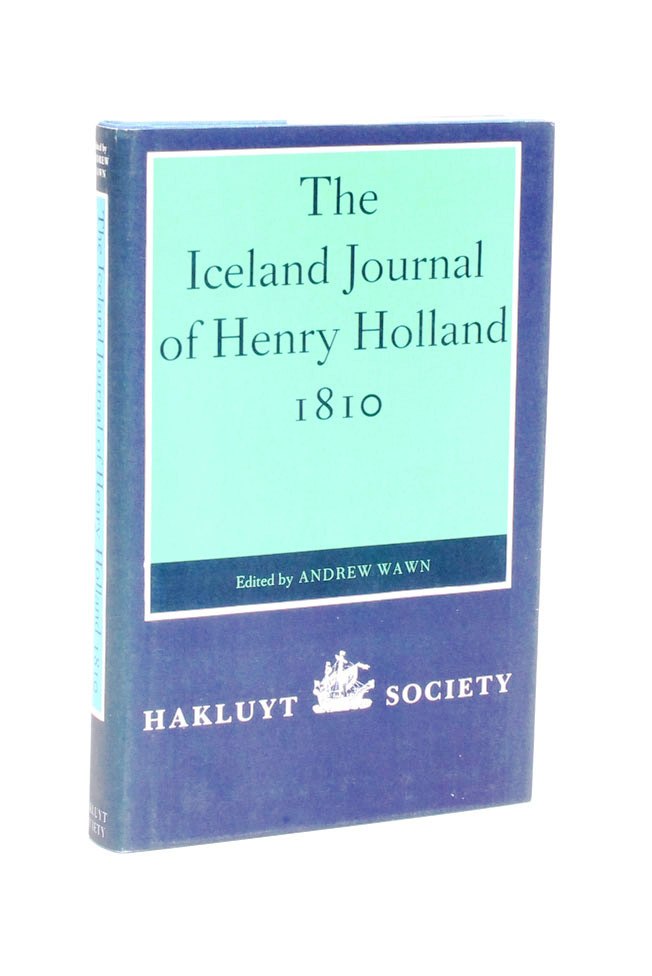 The
Iceland Journal
of Henry Holland
1810
Edited by ANDREW WAWN
HAKLUYT SOCIETY
The Iceland Journal of Henry Holland 1810